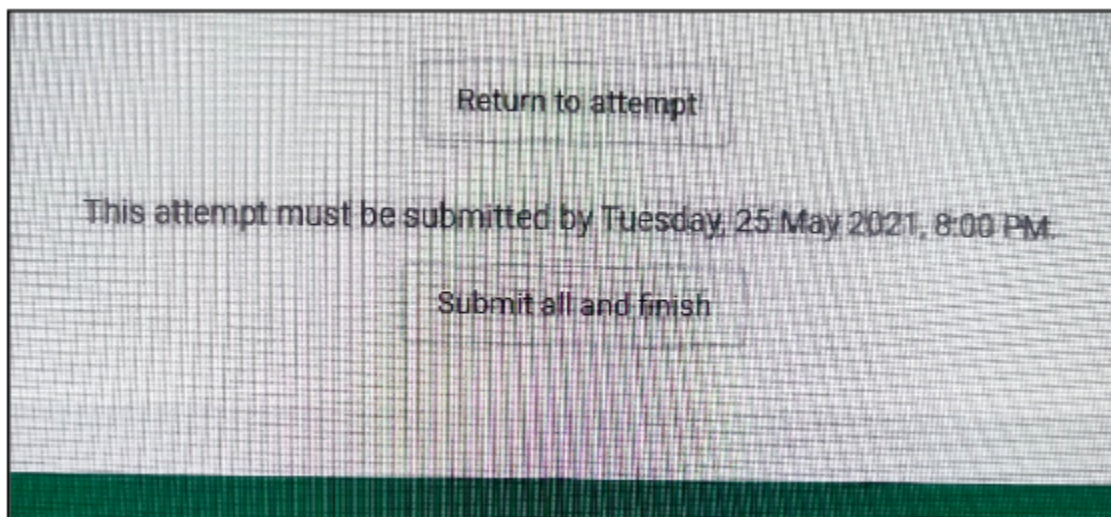 Return to attempt
This attempt must be submitted by Tuesday, 25 May 2021, 8:00 PM.
Submit all and finish